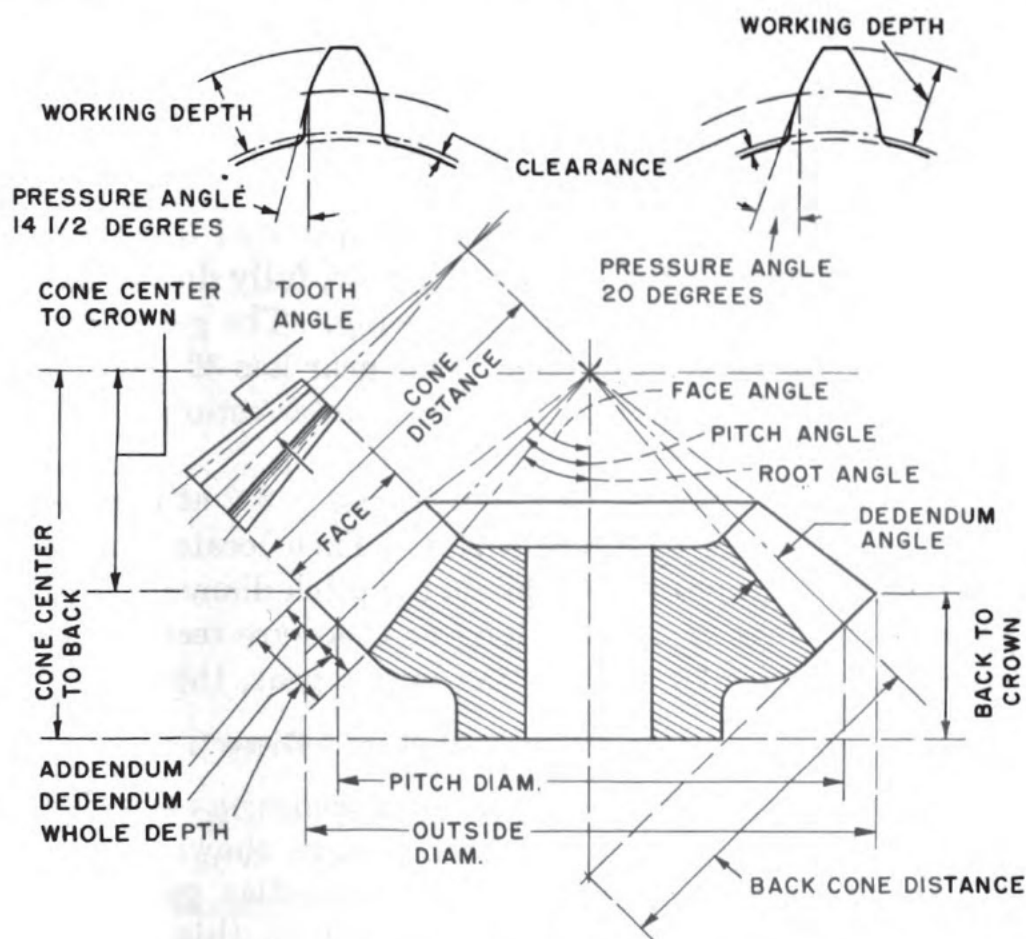 WORKING DEPTH
WORKING DEPTH
CLEARANCE
PRESSURE ANGLE
14 1/2 DEGREES
PRESSURE ANGLE
20 DEGREES
CONE CENTER
TO CROWN
TOOTH
ANGLE
CONE
DISTANCE
FACE ANGLE
PITCH ANGLE
ROOT ANGLE
FACE
DEDENDUM
ANGLE
CONE CENTER
TO BACK
BACK TO
CROWN
ADDENDUM
DEDENDUM
WHOLE DEPTH
PITCH DIAM.
OUTSIDE
DIAM.
BACK CONE DISTANCE